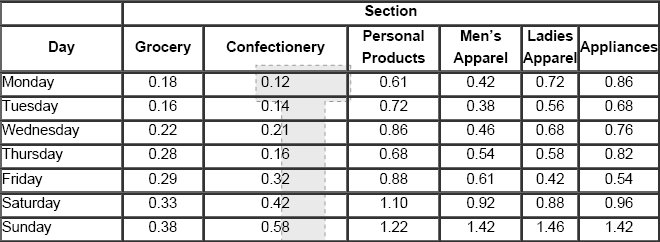 Section
Day Grocery Confectionery Personal Products Men's Apparel Ladies Apparel Appliances
Monday 0.18 0.12 0.61 0.42 0.72 0.86
Tuesday 0.16 0.14 0.72 0.38 0.56 0.68
Wednesday 0.22 0.21 0.86 0.46 0.68 0.76
Thursday 0.28 0.16 0.68 0.54 0.58 0.82
Friday 0.29 0.32 0.88 0.61 0.42 0.54
Saturday 0.33 0.42 1.10 0.92 0.88 0.96
Sunday 0.38 0.58 1.22 1.42 1.46 1.42